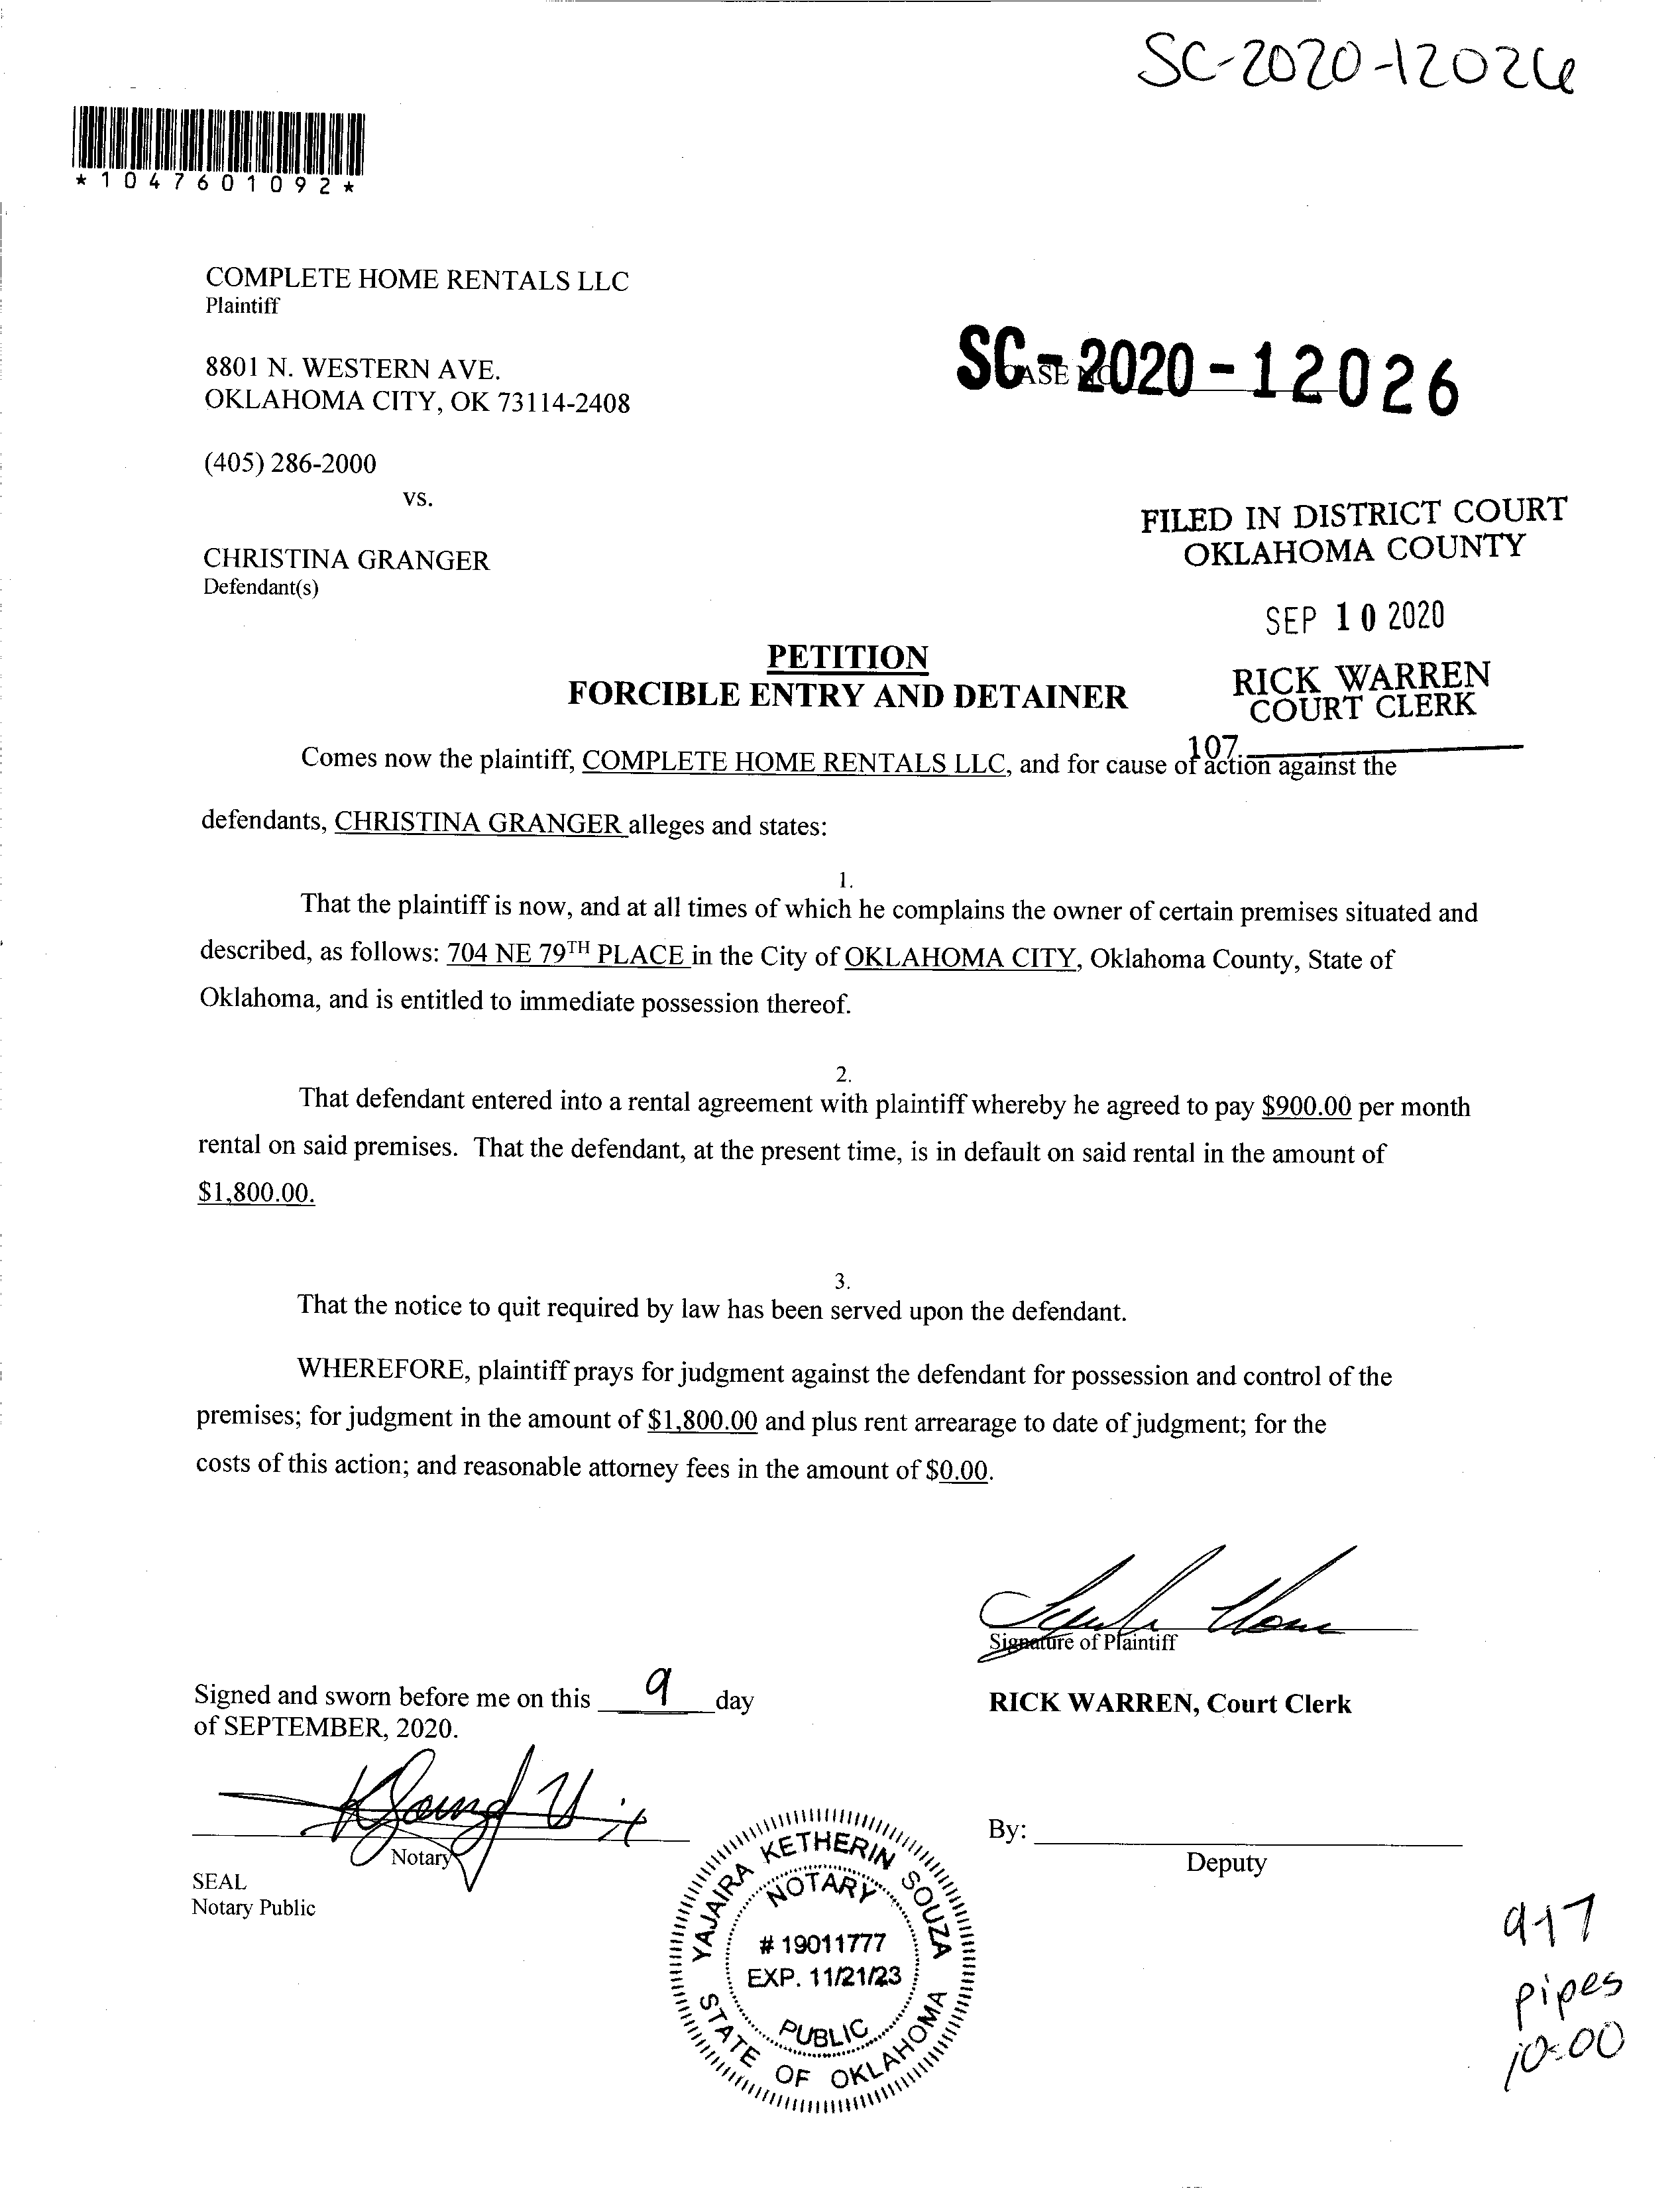 SC-2020-12026
*1047601092*
COMPLETE HOME RENTALS LLC
Plaintiff
8801 N. WESTERN AVE.
OKLAHOMA CITY, OK 73114-2408
SC-2020-12026
(405) 286-2000
vs.
FILED IN DISTRICT COURT
OKLAHOMA COUNTY
CHRISTINA GRANGER
Defendant(s)
SEP 10 2020
PETITION
FORCIBLE ENTRY AND DETAINER
RICK WARREN
COURT CLERK
107.
Comes now the plaintiff, COMPLETE HOME RENTALS LLC, and for cause of action against the
defendants, CHRISTINA GRANGER alleges and states:
1.
That the plaintiff is now, and at all times of which he complains the owner of certain premises situated and
described, as follows: 704 NE 79TH PLACE in the City of OKLAHOMA CITY, Oklahoma County, State of
Oklahoma, and is entitled to immediate possession thereof.
2.
That defendant entered into a rental agreement with plaintiff whereby he agreed to pay $900.00 per month
rental on said premises. That the defendant, at the present time, is in default on said rental in the amount of
$1,800.00.
3.
That the notice to quit required by law has been served upon the defendant.
WHEREFORE, plaintiff prays for judgment against the defendant for possession and control of the
premises; for judgment in the amount of $1,800.00 and plus rent arrearage to date of judgment; for the
costs of this action; and reasonable attorney fees in the amount of $0.00.
Signature of Plaintiff
Signed and sworn before me on this 9 day
of SEPTEMBER, 2020.
RICK WARREN, Court Clerk
Notary
SEAL
Notary Public
By:
Deputy
YAJAIRA KETHERIN SOUZA
NOTARY
# 19011777
EXP. 11/21/23
PUBLIC
STATE OF OKLAHOMA
917
pipes
10:00